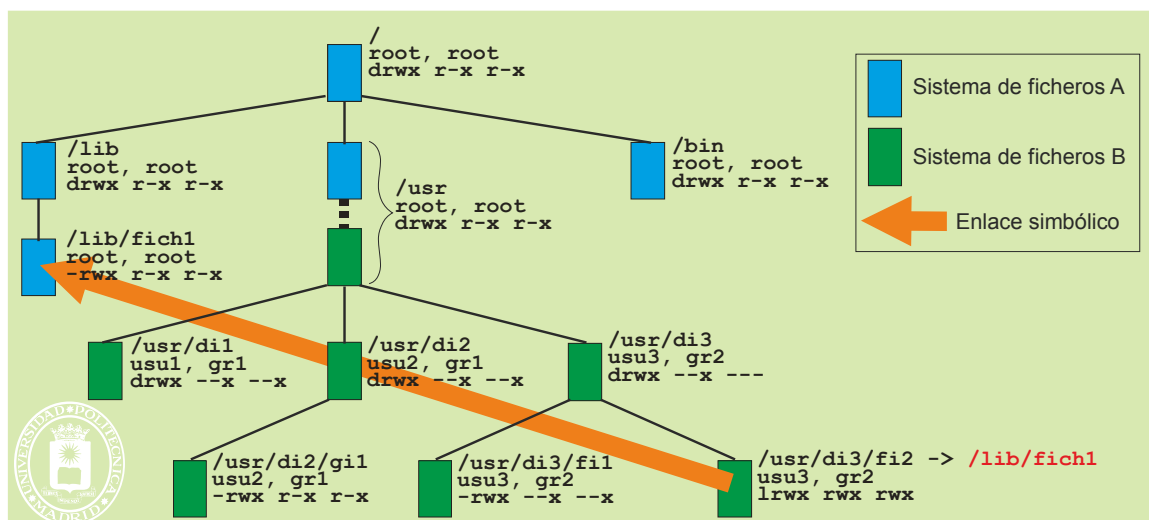 /
root, root
drwx r-x r-x
Sistema de ficheros A
Sistema de ficheros B
Enlace simbólico
/lib
root, root
drwx r-x r-x
/usr
root, root
drwx r-x r-x
/bin
root, root
drwx r-x r-x
/lib/fich1
root, root
-rwx r-x r-x
/usr/di1
usu1, gr1
drwx --x --x
/usr/di2
usu2, gr1
drwx --x --x
/usr/di3
usu3, gr2
drwx --x ---
/usr/di2/gi1
usu2, gr1
-rwx r-x r-x
/usr/di3/fi1
usu3, gr2
-rwx --x --x
/usr/di3/fi2 -> /lib/fich1
usu3, gr2
lrwx rwx rwx
UNIVERSIDAD POLITECNICA
MADRID